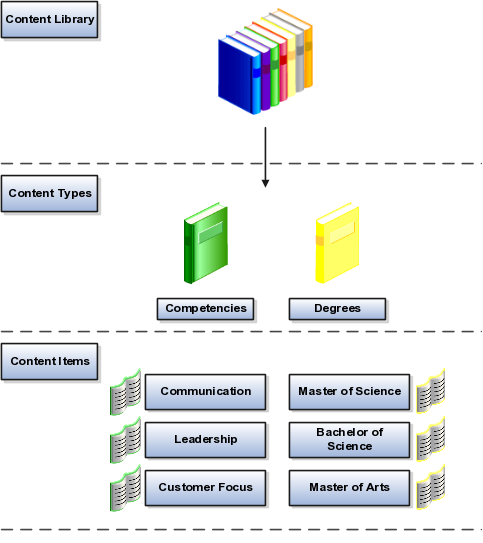 Content Library
Content Types
Competencies
Degrees
Content Items
Communication
Master of Science
Leadership
Bachelor of
Science
Customer Focus
Master of Arts